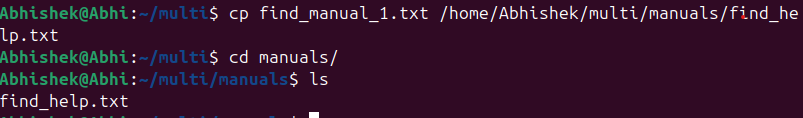 Abhishek@Abhi:~/multi$ cp find_manual_1.txt /home/Abhishek/multi/manuals/find_he
lp.txt
Abhishek@Abhi:~/multi$ cd manuals/
Abhishek@Abhi:~/multi/manuals$ ls
find_help.txt